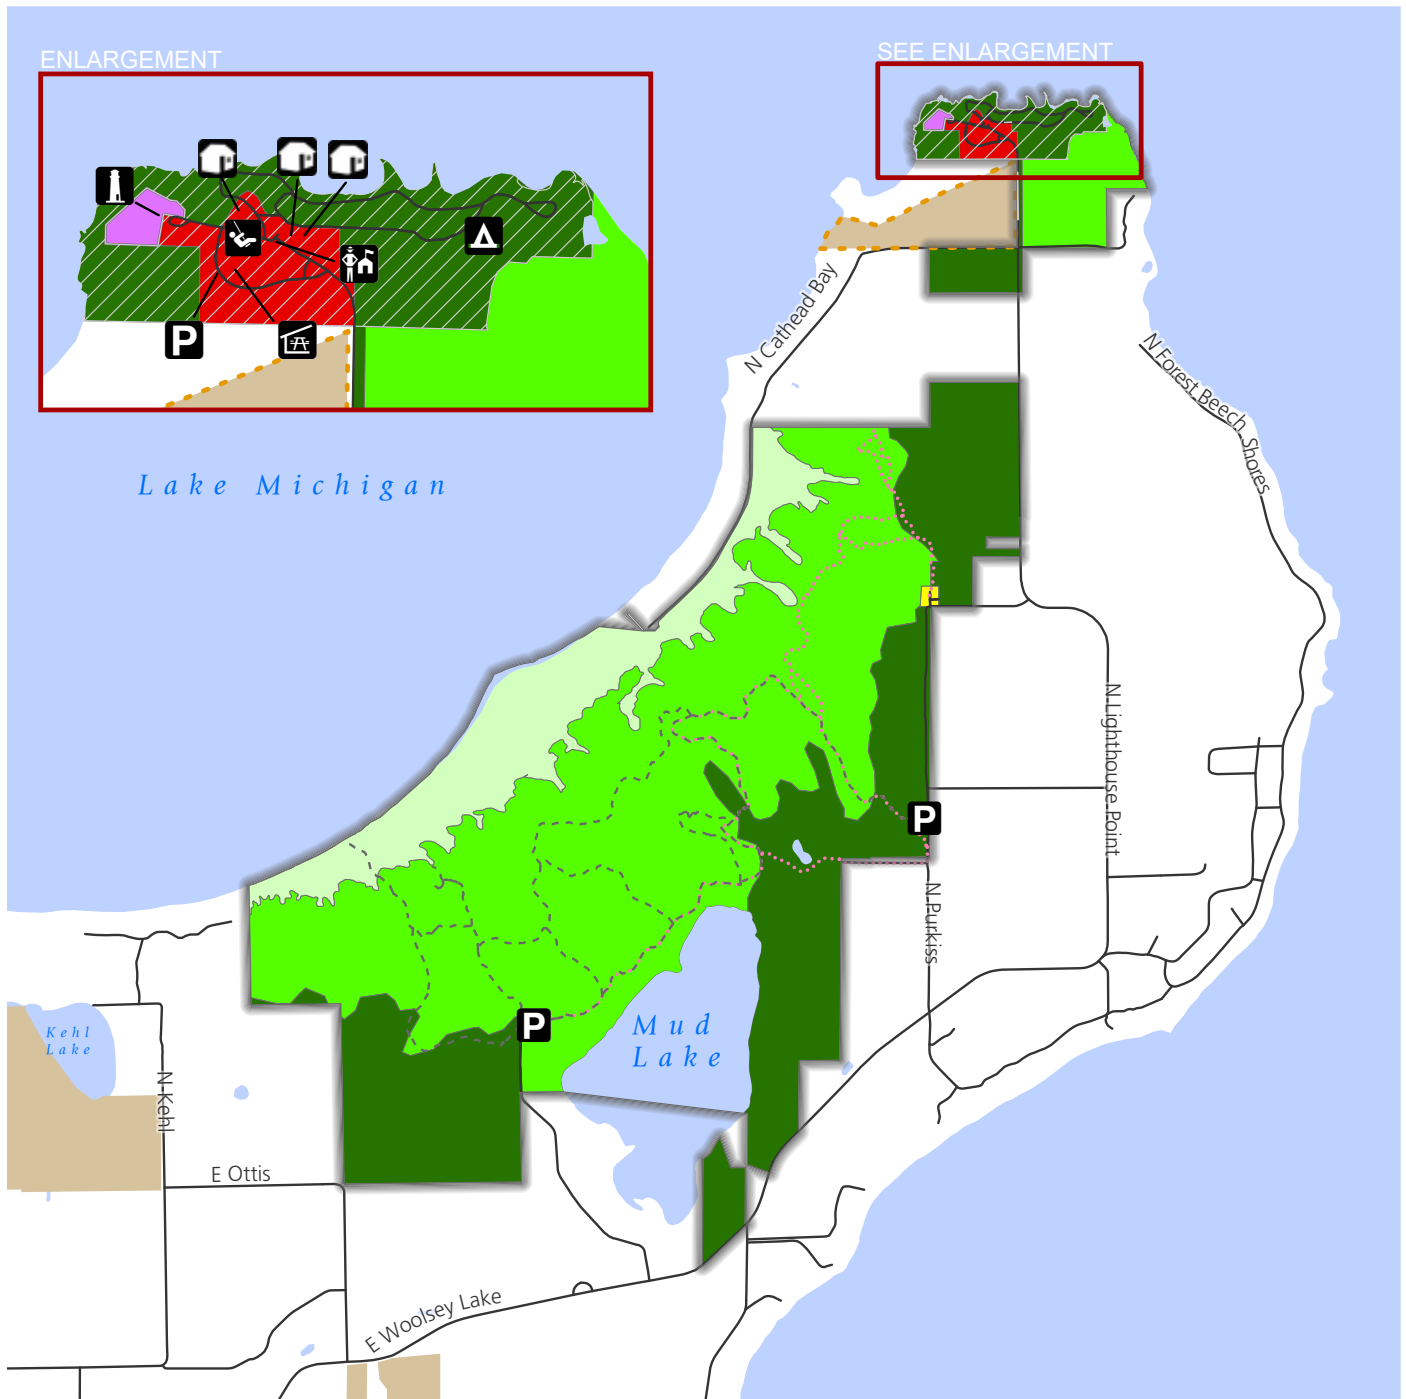 ENLARGEMENT
SEE ENLARGEMENT
P
N Cathead Bay
N Forest Beech Shores
Lake Michigan
N Lighthouse Point
P
N Purkiss
P
Mud
Lake
Kehl
Lake
N Kehl
E Ottis
E Woolsey Lake